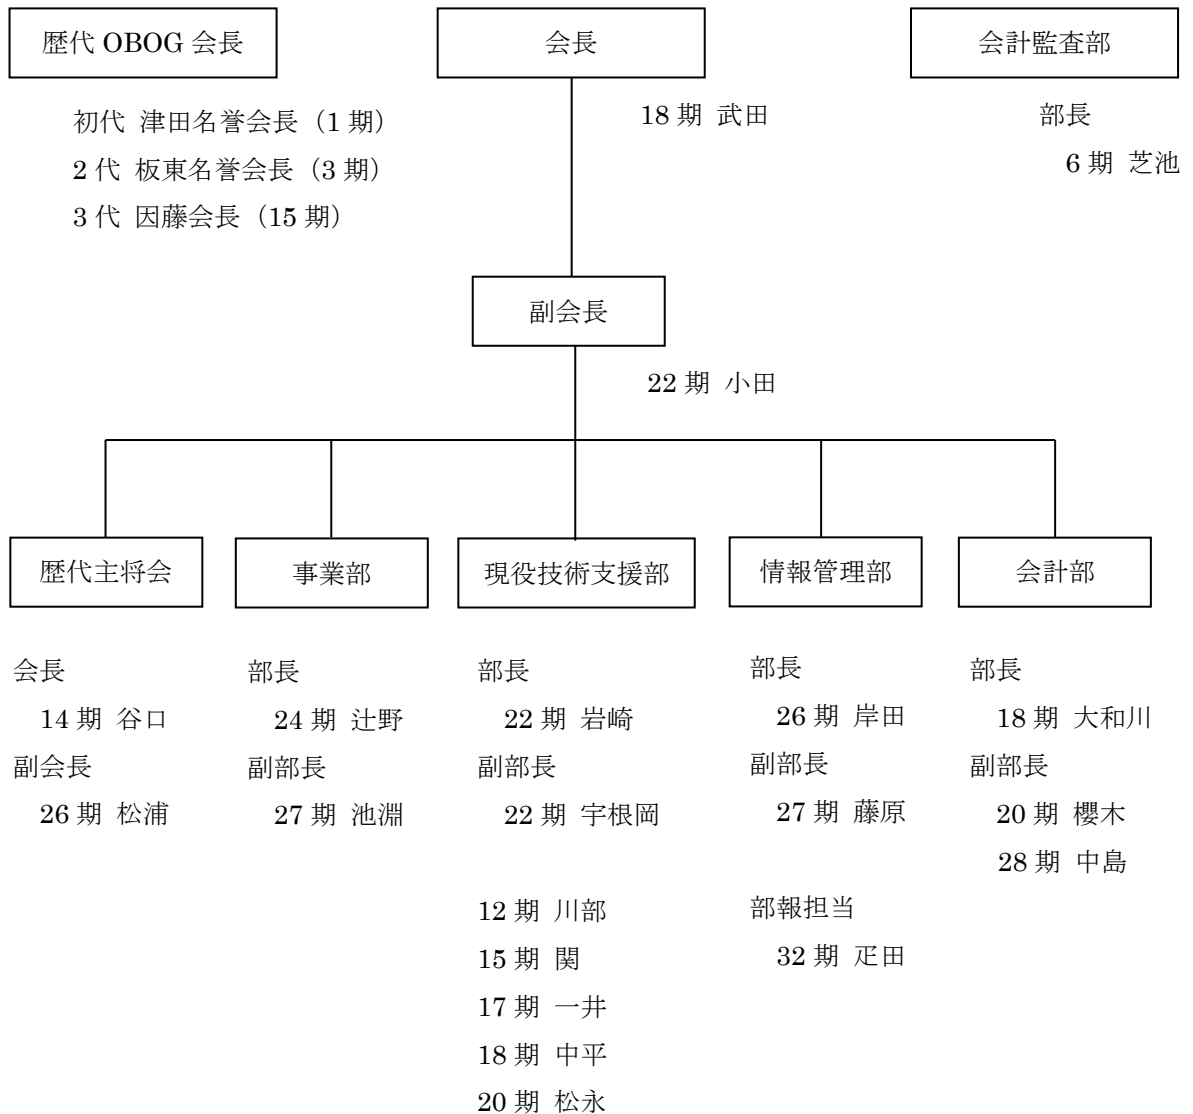 歴代 OBOG 会長
初代 津田名誉会長（1 期）
2 代 板東名誉会長（3 期）
3 代 因藤会長（15 期）
会長
18 期 武田
会計監査部
部長
6 期 芝池
副会長
22 期 小田
歴代主将会
会長
14 期 谷口
副会長
26 期 松浦
事業部
部長
24 期 辻野
副部長
27 期 池淵
現役技術支援部
部長
22 期 岩崎
副部長
22 期 宇根岡
12 期 川部
15 期 関
17 期 一井
18 期 中平
20 期 松永
情報管理部
部長
26 期 岸田
副部長
27 期 藤原
部報担当
32 期 疋田
会計部
部長
18 期 大和川
副部長
20 期 櫻木
28 期 中島